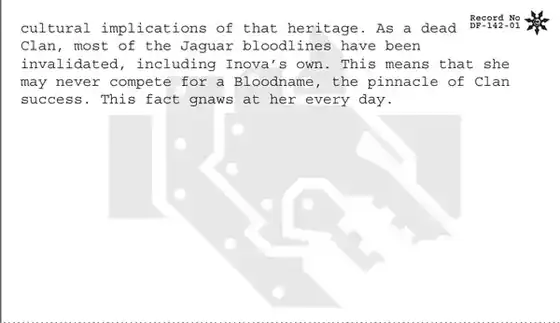 Record No
DF-142-01
cultural implications of that heritage. As a dead
Clan, most of the Jaguar bloodlines have been
invalidated, including Inova’s own. This means that she
may never compete for a Bloodname, the pinnacle of Clan
success. This fact gnaws at her every day.